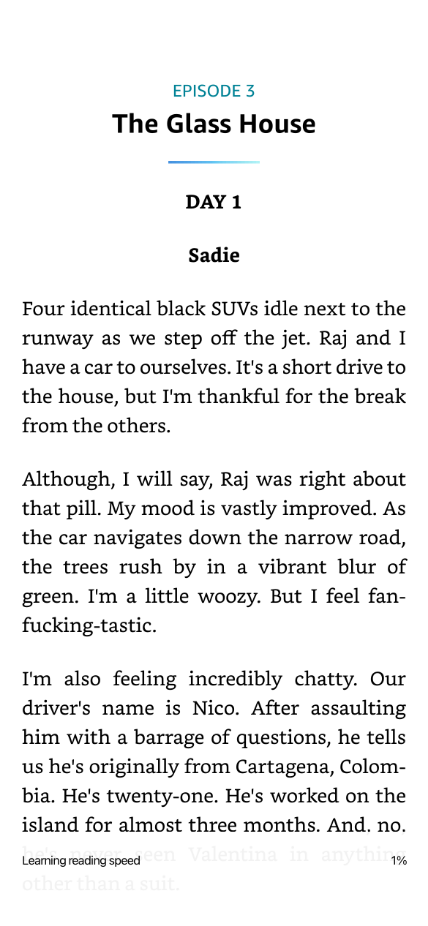 EPISODE 3
The Glass House
DAY 1
Sadie
Four identical black SUVs idle next to the
runway as we step off the jet. Raj and I
have a car to ourselves. It's a short drive to
the house, but I'm thankful for the break
from the others.
Although, I will say, Raj was right about
that pill. My mood is vastly improved. As
the car navigates down the narrow road,
the trees rush by in a vibrant blur of
green. I'm a little woozy. But I feel fan-
fucking-tastic.
I'm also feeling incredibly chatty. Our
driver's name is Nico. After assaulting
him with a barrage of questions, he tells
us he's originally from Cartagena, Colom-
bia. He's twenty-one. He's worked on the
island for almost three months. And. no.
he's never seen Valentina in anything
Learning reading speed 1%
other than a suit.